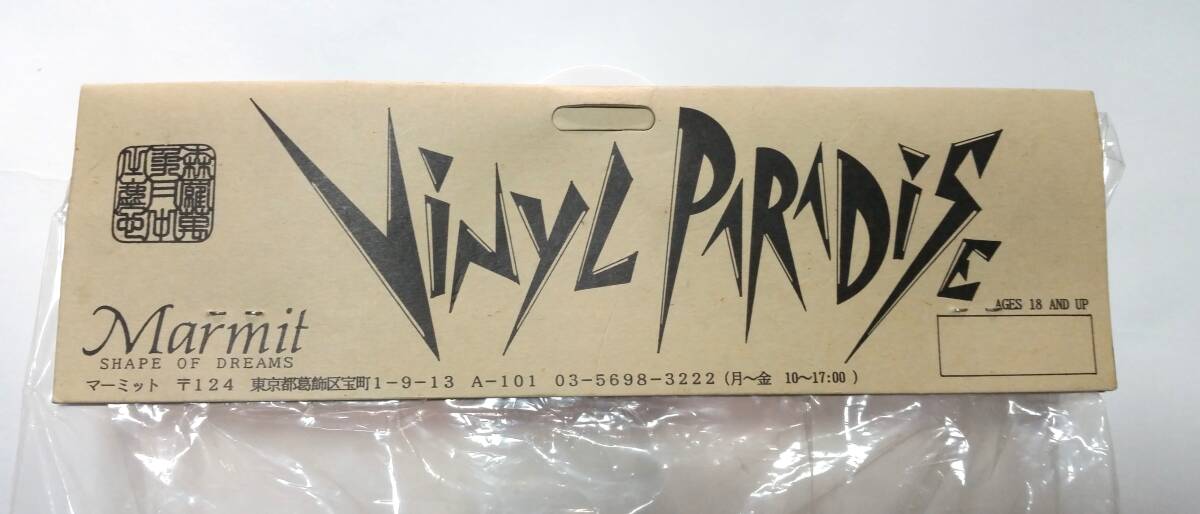 VINYL PARADISE
Marmit
SHAPE OF DREAMS
AGES 18 AND UP
マーミット 〒124 東京都葛飾区宝町1-9-13 A-101 03-5698-3222 (月～金 10～17:00 )